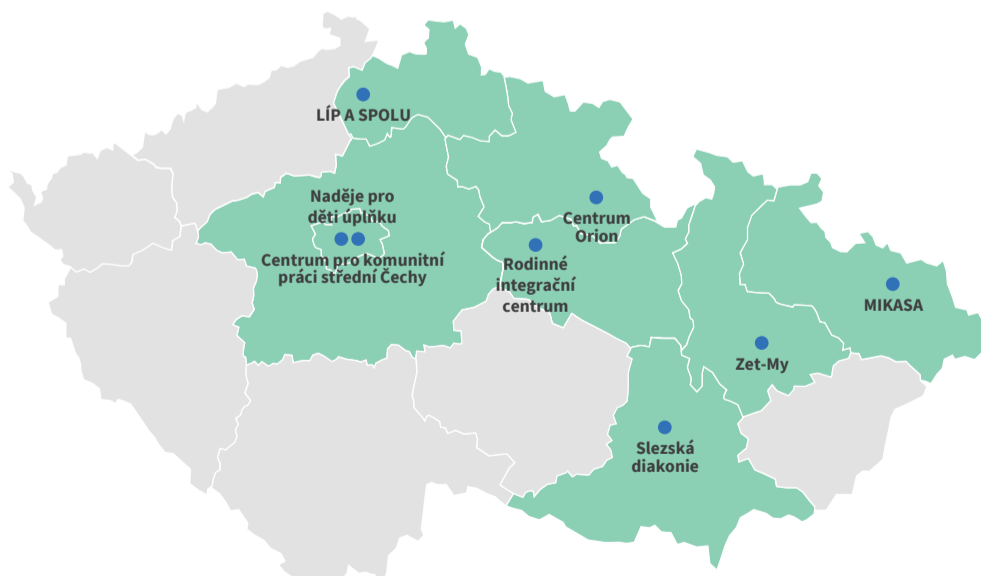 LÍP A SPOLU
Naděje pro
děti úplňku
Centrum pro komunitní
práci střední Čechy
Centrum
Orion
Rodinné
integrační
centrum
MIKASA
Zet-My
Slezská
diakonie